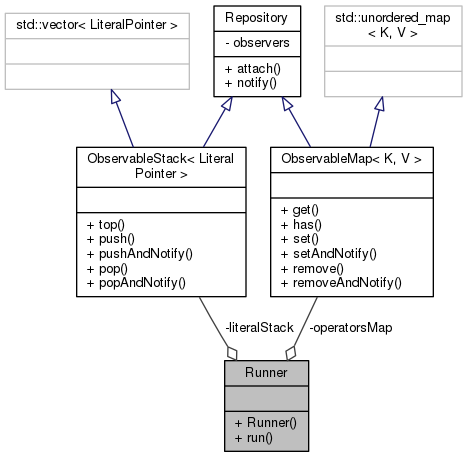 std::vector< LiteralPointer >
Repository
- observers
+ attach()
+ notify()
std::unordered_map
< K, V >
ObservableStack< Literal
Pointer >
+ top()
+ push()
+ pushAndNotify()
+ pop()
+ popAndNotify()
ObservableMap< K, V >
+ get()
+ has()
+ set()
+ setAndNotify()
+ remove()
+ removeAndNotify()
-literalStack
-operatorsMap
Runner
+ Runner()
+ run()